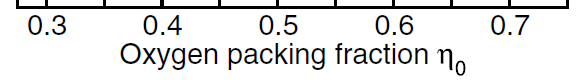 0.3 0.4 0.5 0.6 0.7
Oxygen packing fraction η₀